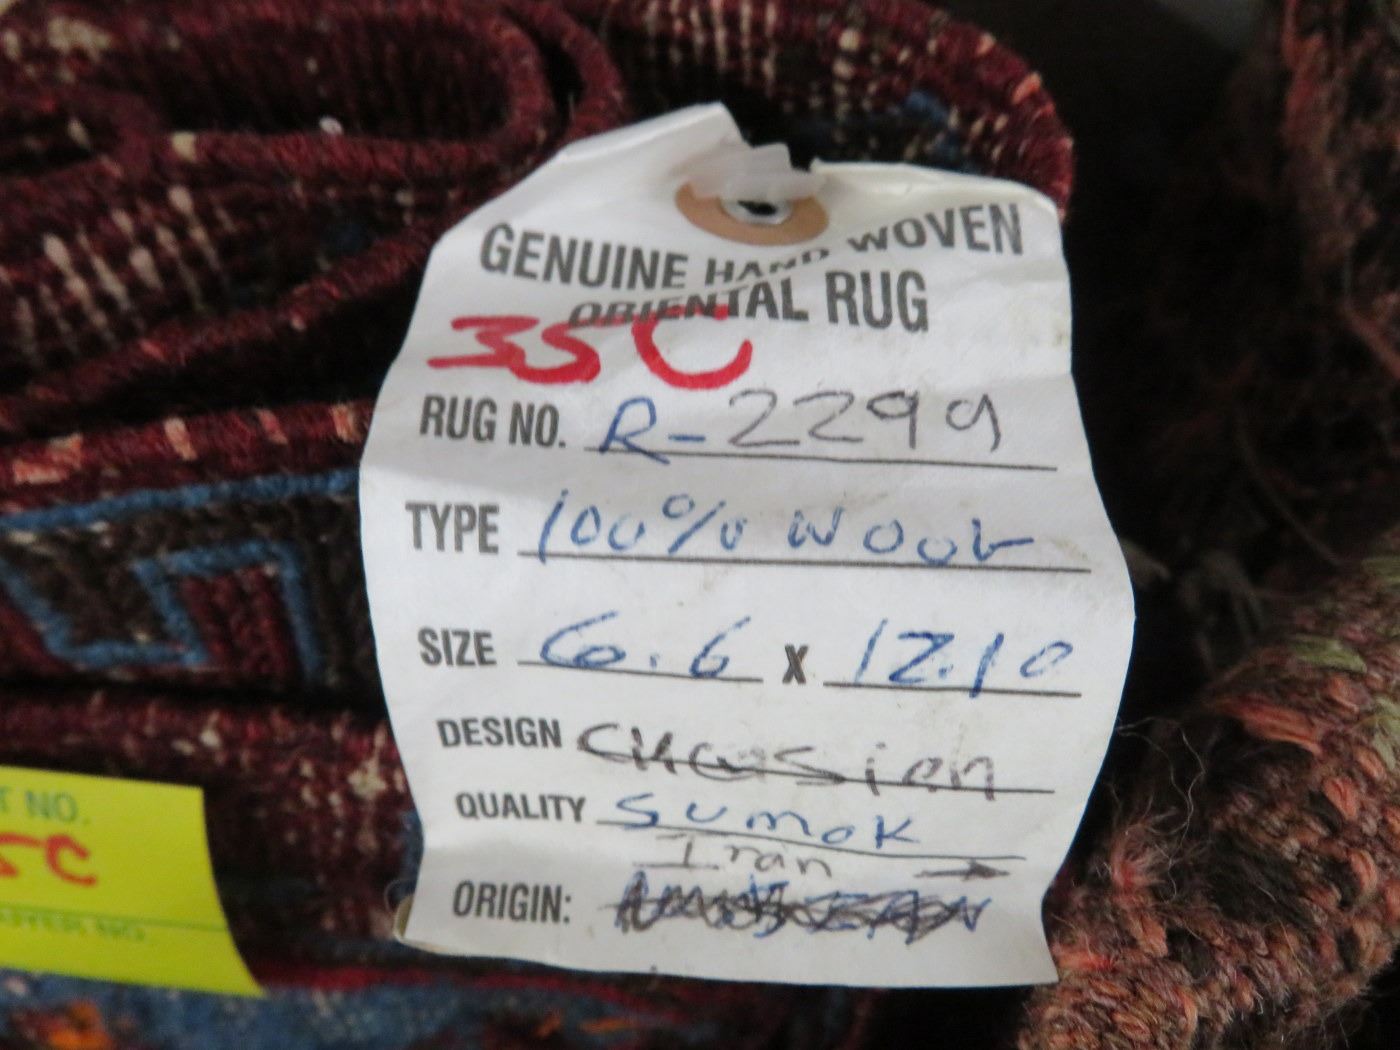 GENUINE HAND WOVEN
ORIENTAL RUG
35C
RUG NO. R-2299
TYPE 100% WOOL
SIZE 6.6 X 12.10
DESIGN
QUALITY SUMOK
Iran
ORIGIN:
T NO.
5C